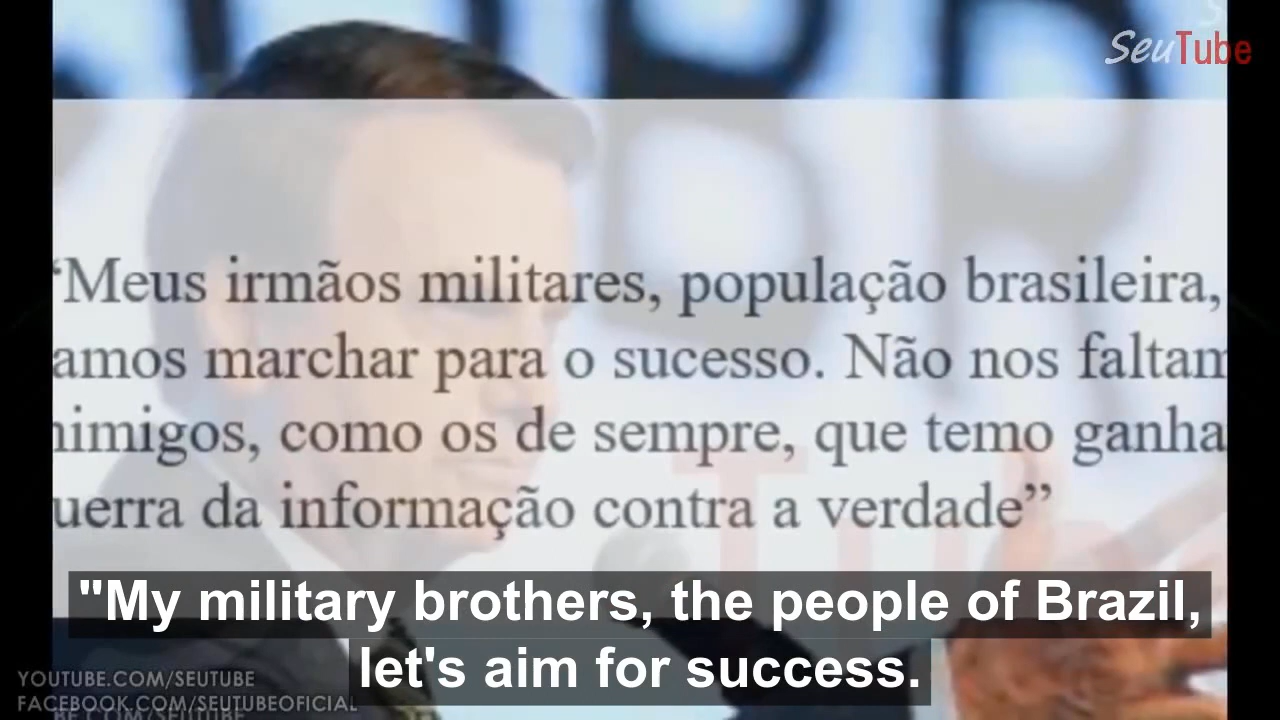 SeuTube
“Meus irmãos militares, população brasileira,
amos marchar para o sucesso. Não nos faltam
nimigos, como os de sempre, que temo ganha
uerra da informação contra a verdade”
"My military brothers, the people of Brazil,
let's aim for success.
YOUTUBE.COM/SEUTUBE
FACEBOOK.COM/SEUTUBEOFICIAL